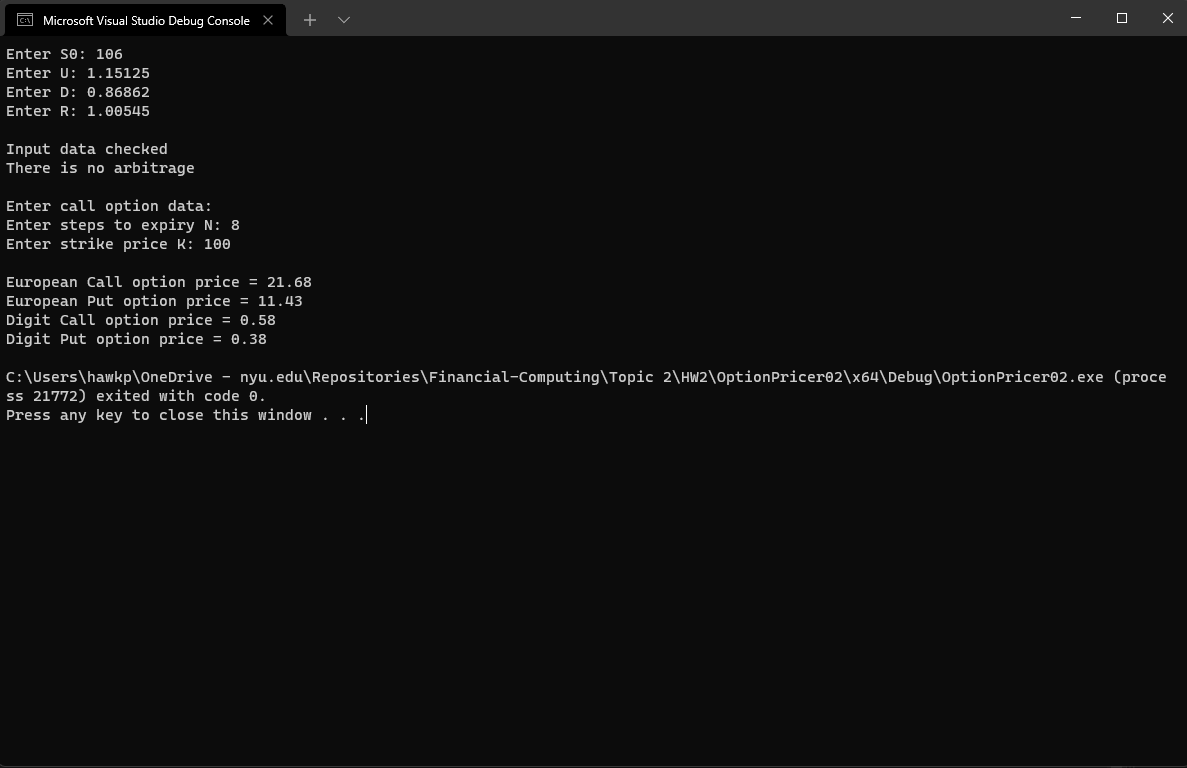 Microsoft Visual Studio Debug Console
Enter S0: 106
Enter U: 1.15125
Enter D: 0.86862
Enter R: 1.00545
Input data checked
There is no arbitrage
Enter call option data:
Enter steps to expiry N: 8
Enter strike price K: 100
European Call option price = 21.68
European Put option price = 11.43
Digit Call option price = 0.58
Digit Put option price = 0.38
C:\Users\hawkp\OneDrive - nyu.edu\Repositories\Financial-Computing\Topic 2\HW2\OptionPricer02\x64\Debug\OptionPricer02.exe (proce
ss 21772) exited with code 0.
Press any key to close this window . . .